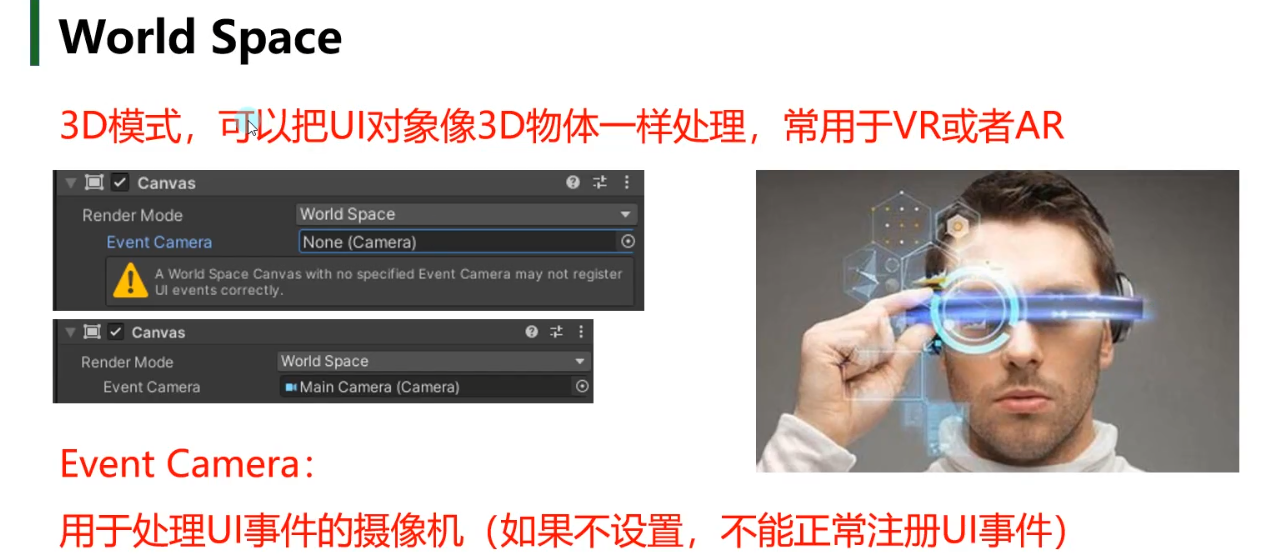 World Space
3D模式，可以把UI对象像3D物体一样处理，常用于VR或者AR
Canvas
Render Mode World Space
Event Camera None (Camera)
A World Space Canvas with no specified Event Camera may not register
UI events correctly.
Canvas
Render Mode World Space
Event Camera Main Camera (Camera)
Event Camera：
用于处理UI事件的摄像机（如果不设置，不能正常注册UI事件）